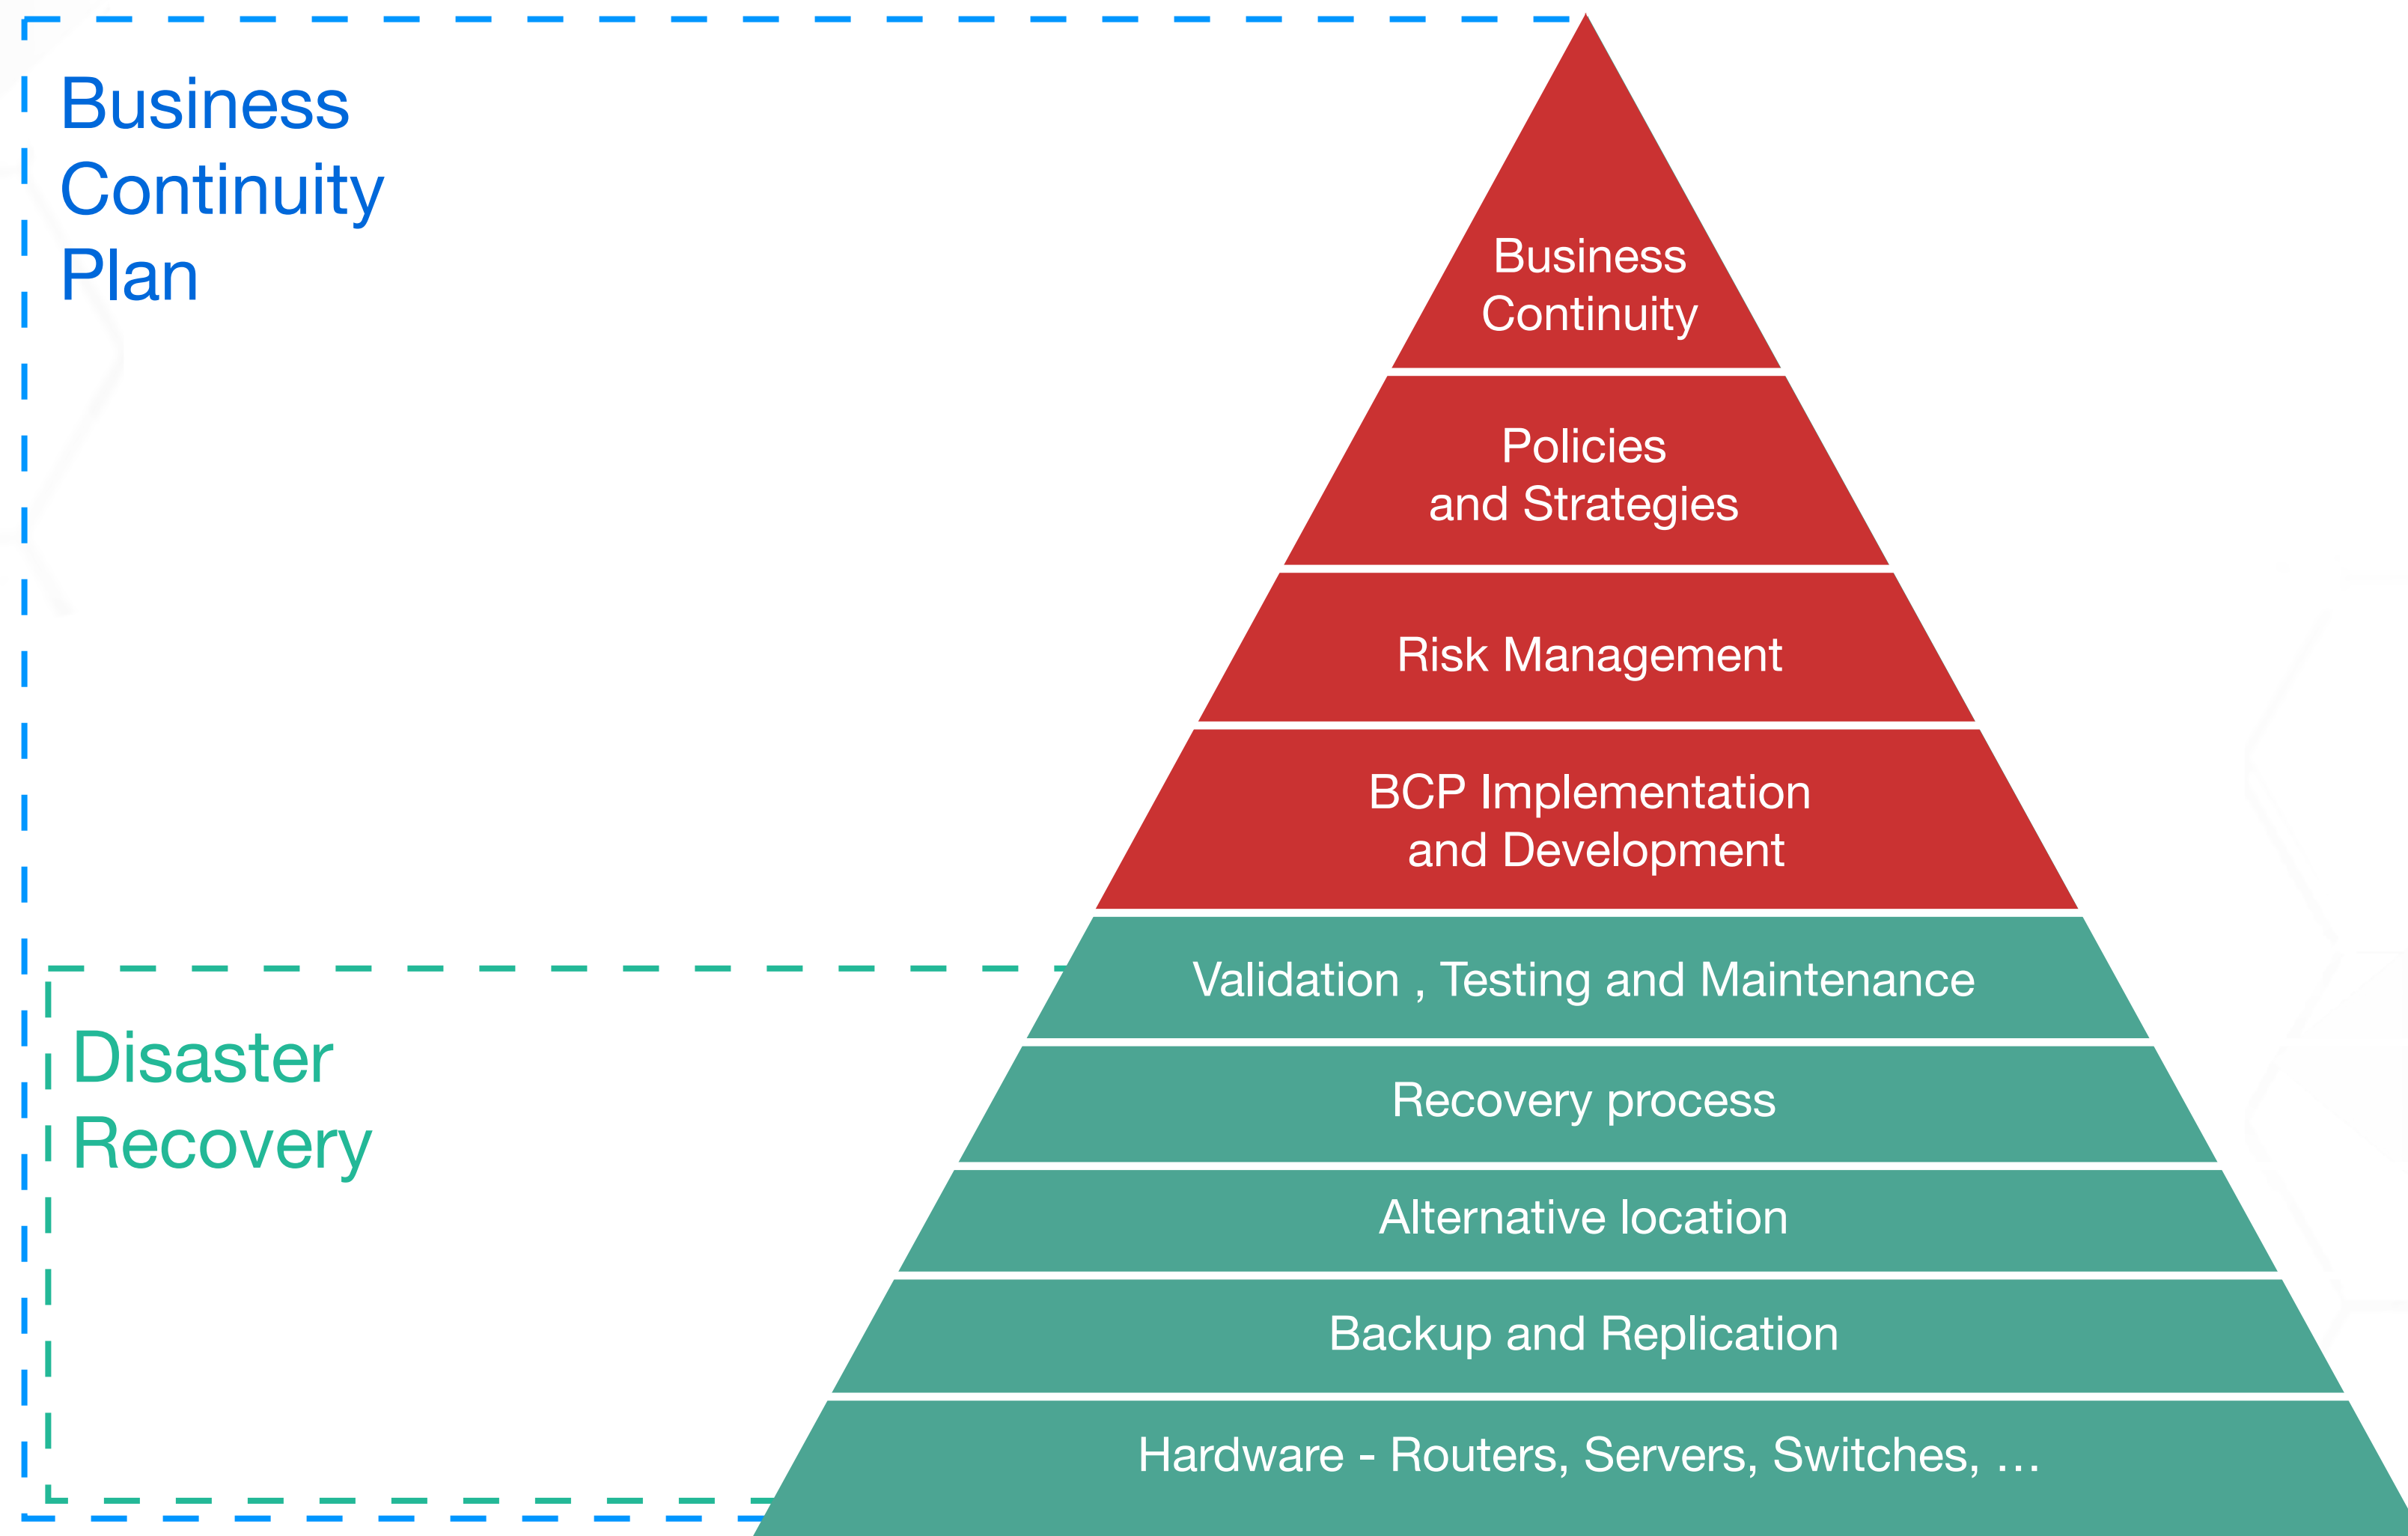 Business
Continuity
Plan
Business
Continuity
Policies
and Strategies
Risk Management
BCP Implementation
and Development
Validation , Testing and Maintenance
Disaster
Recovery
Recovery process
Alternative location
Backup and Replication
Hardware - Routers, Servers, Switches, ...